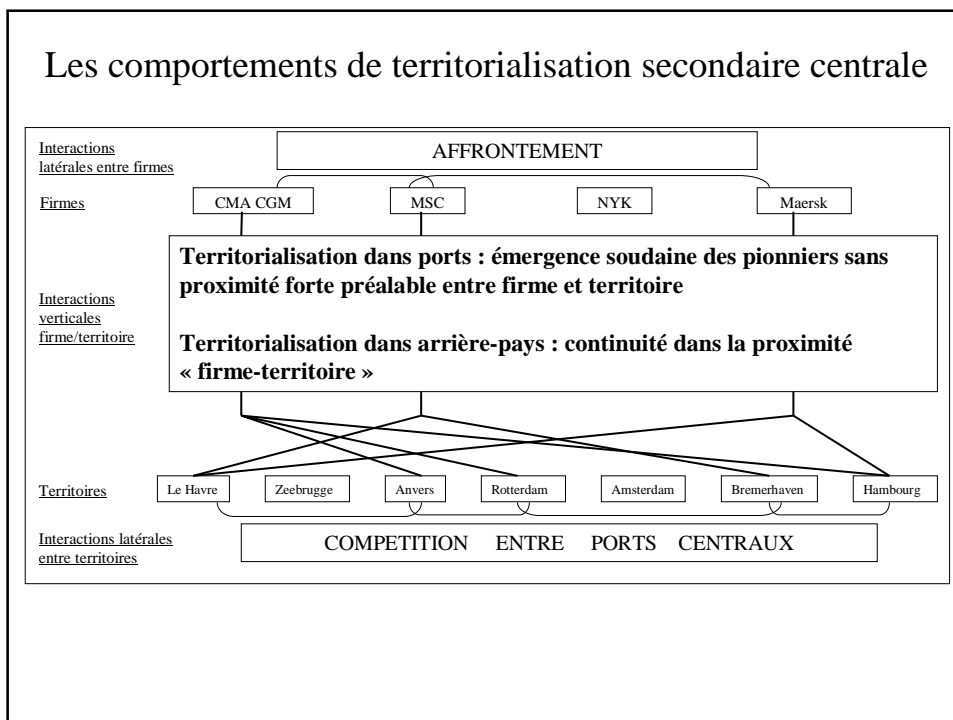 Les comportements de territorialisation secondaire centrale
Interactions
latérales entre firmes
AFFRONTEMENT
Firmes
CMA CGM
MSC
NYK
Maersk
Interactions
verticales
firme/territoire
Territorialisation dans ports : émergence soudaine des pionniers sans
proximité forte préalable entre firme et territoire
Territorialisation dans arrière-pays : continuité dans la proximité
« firme-territoire »
Territoires
Le Havre
Zeebrugge
Anvers
Rotterdam
Amsterdam
Bremerhaven
Hambourg
Interactions latérales
entre territoires
COMPETITION ENTRE PORTS CENTRAUX